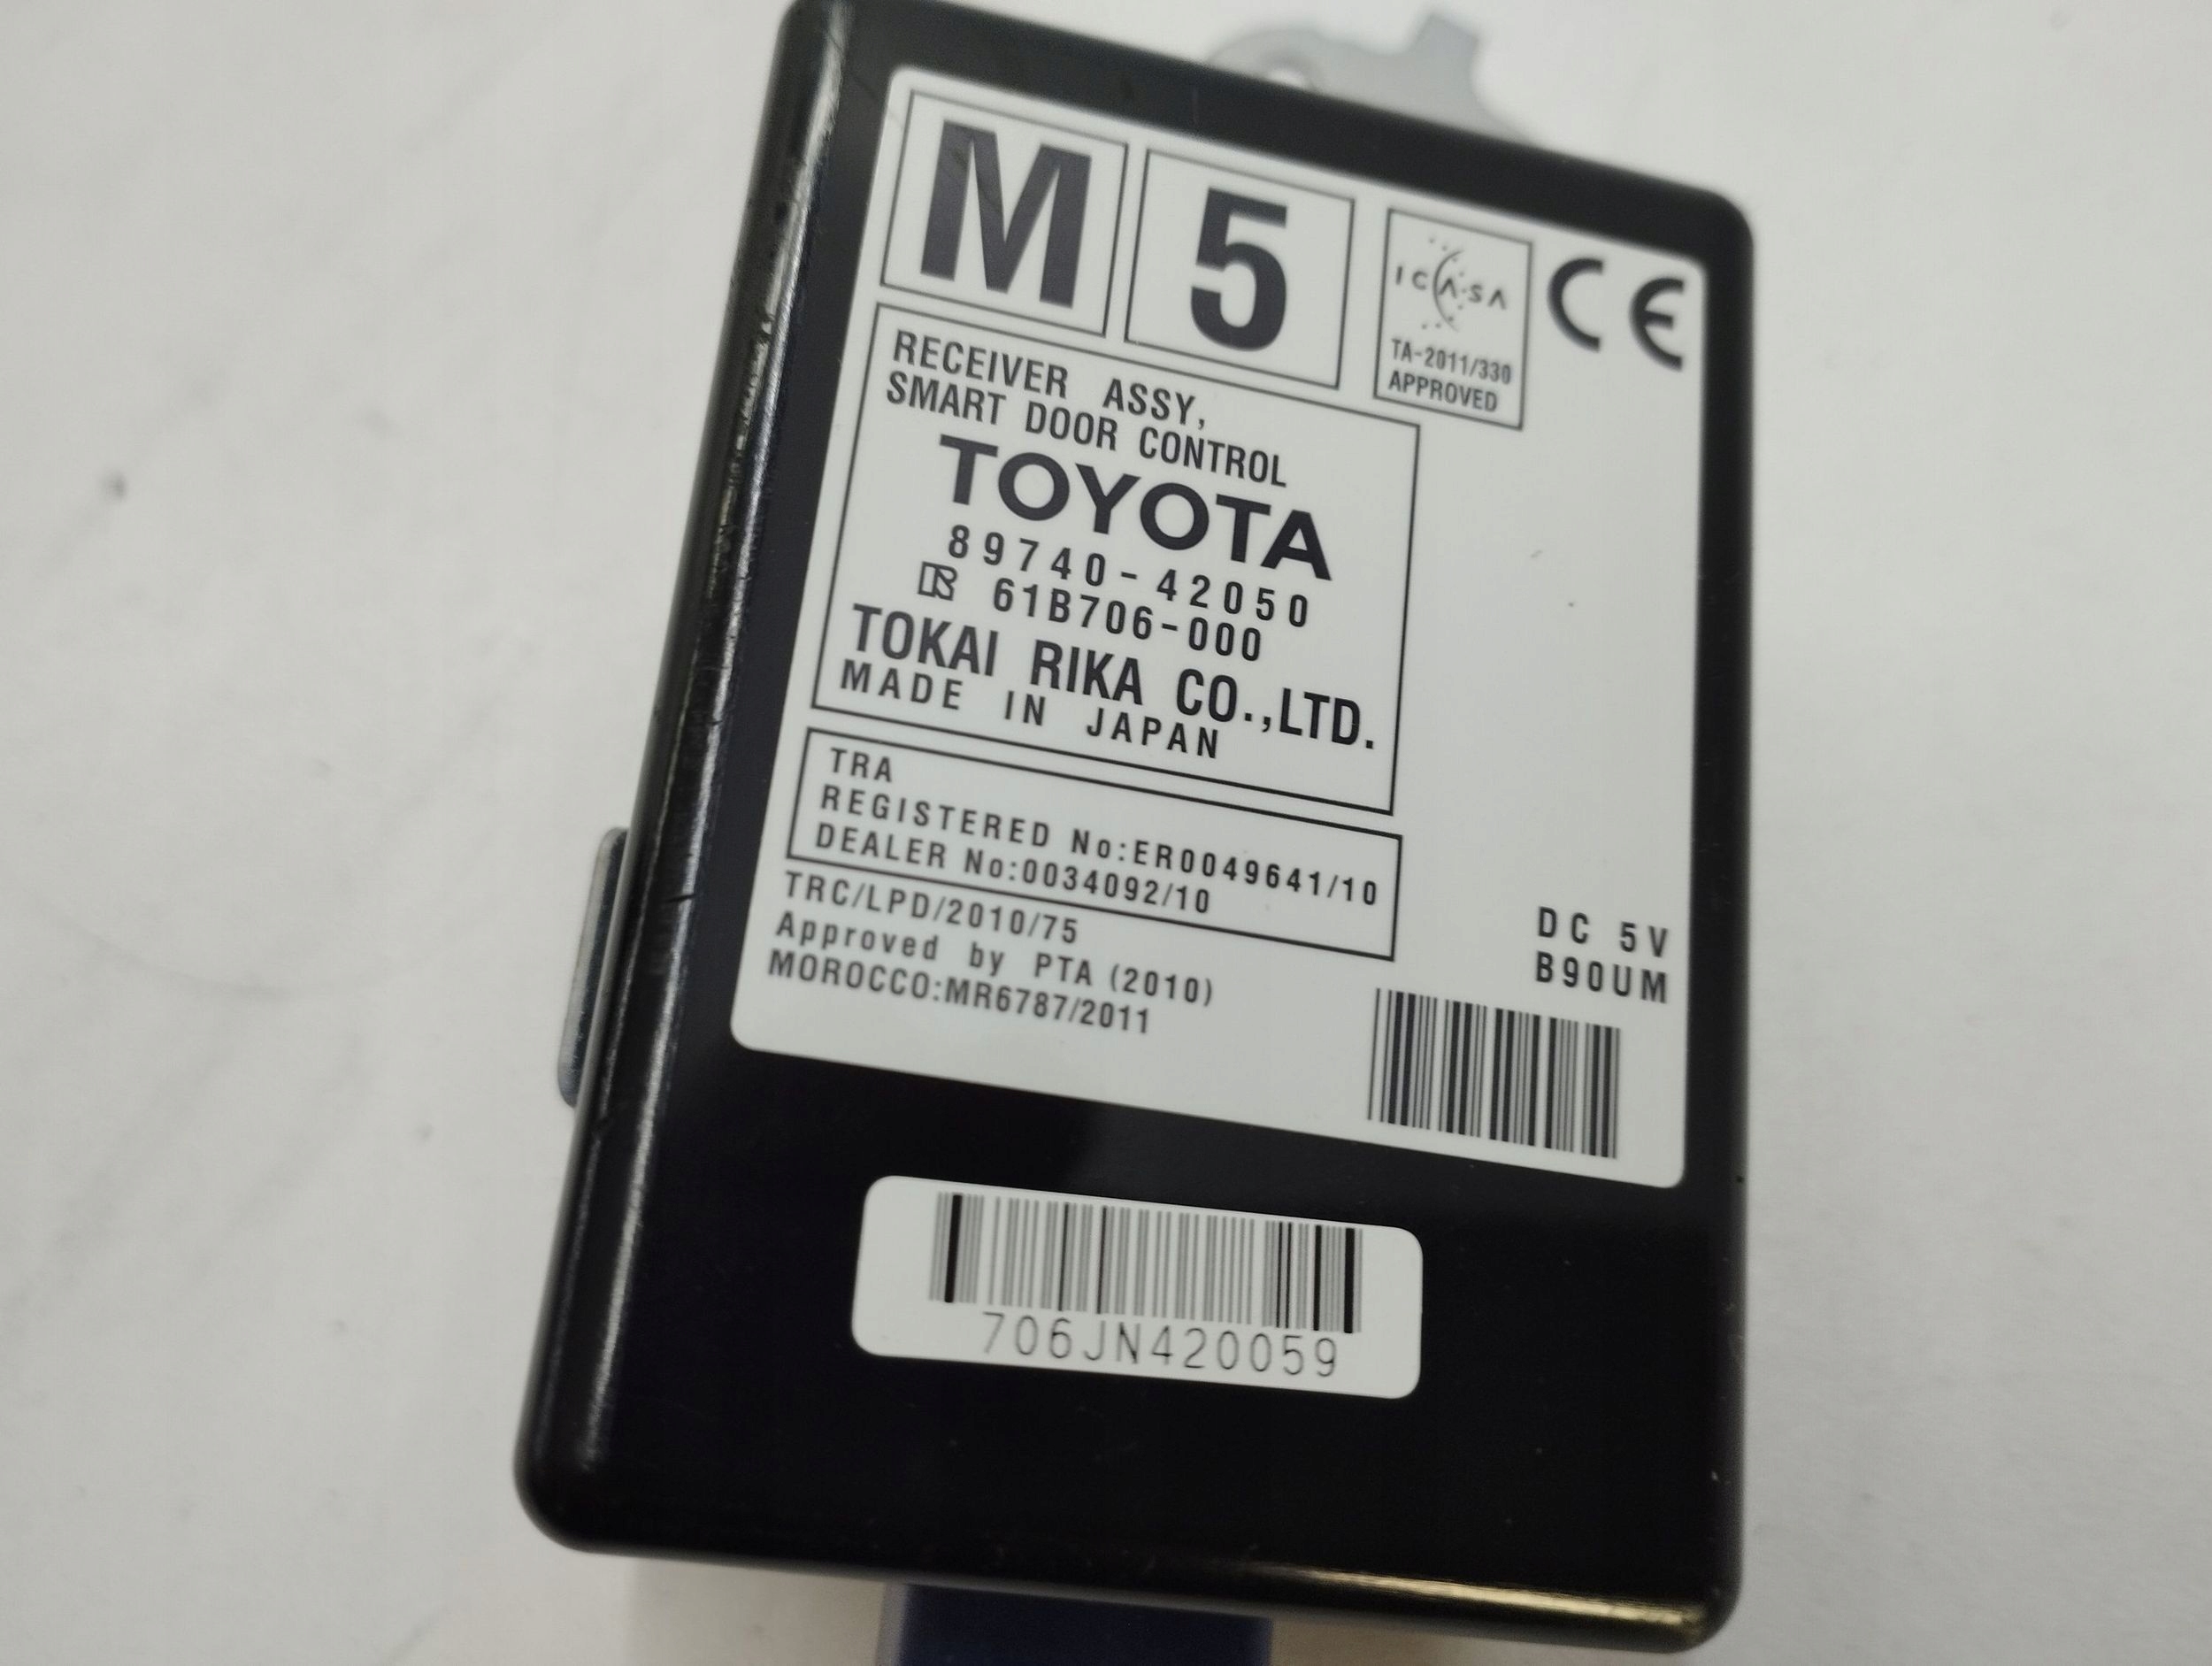 M 5
ICASA
TA-2011/330
APPROVED
CE
RECEIVER ASSY,
SMART DOOR CONTROL
TOYOTA
89740-42050
61B706-000
TOKAI RIKA CO.,LTD.
MADE IN JAPAN
TRA
REGISTERED No:ER0049641/10
DEALER No:0034092/10
TRC/LPD/2010/75
Approved by PTA (2010)
MOROCCO:MR6787/2011
DC 5V
B90UM
706JN420059